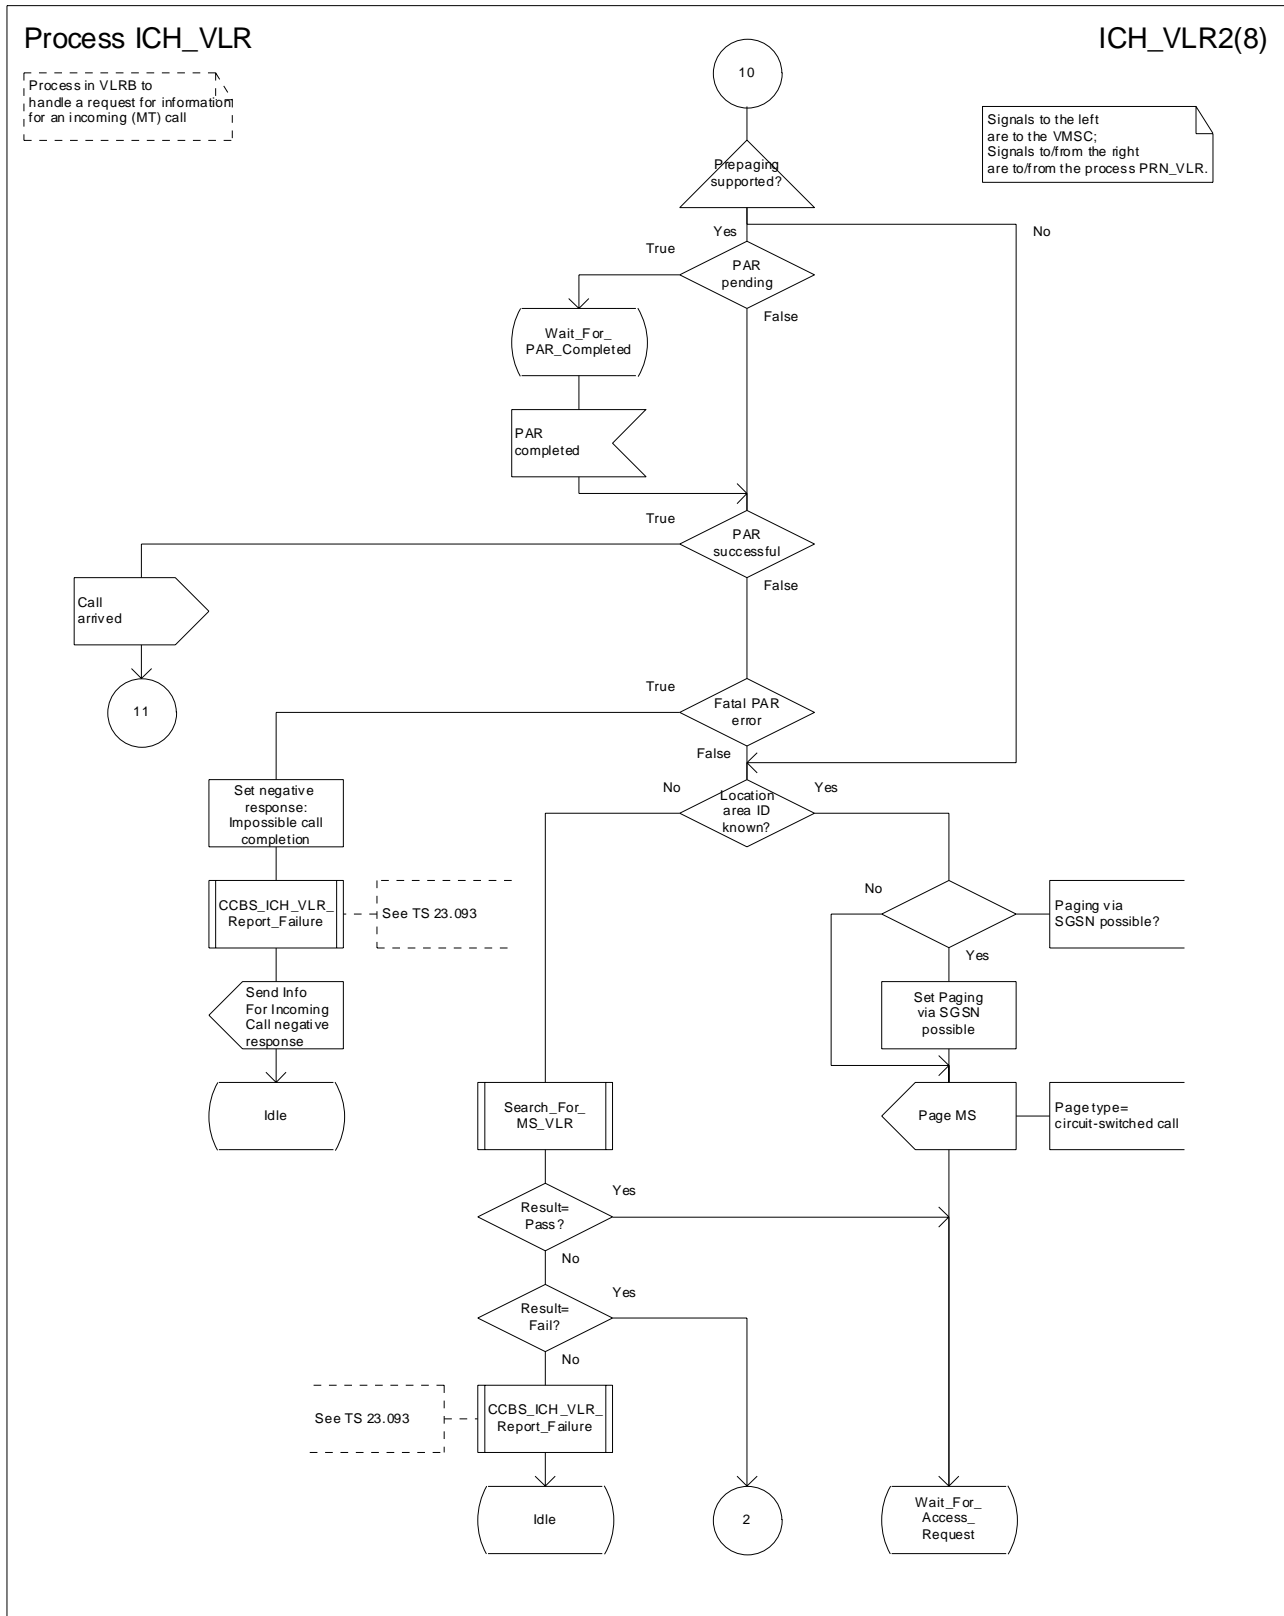 Process ICH_VLR
ICH_VLR2(8)
Process in VLRB to
handle a request for information
for an incoming (MT) call
10
Signals to the left
are to the VMSC;
Signals to/from the right
are to/from the process PRN_VLR.
Prepaging
supported?
Yes
No
True
PAR
pending
False
Wait_For_
PAR_Completed
PAR
completed
True
PAR
successful
False
Call
arrived
11
True
Fatal PAR
error
False
No
Location
area ID
known?
Yes
Set negative
response:
Impossible call
completion
CCBS_ICH_VLR_
Report_Failure
See TS 23.093
No
Paging via
SGSN possible?
Yes
Set Paging
via SGSN
possible
Send Info
For Incoming
Call negative
response
Idle
Search_For_
MS_VLR
Page MS
Page type=
circuit-switched call
Result=
Pass?
Yes
No
Result=
Fail?
Yes
No
See TS 23.093
CCBS_ICH_VLR_
Report_Failure
Idle
2
Wait_For_
Access_
Request